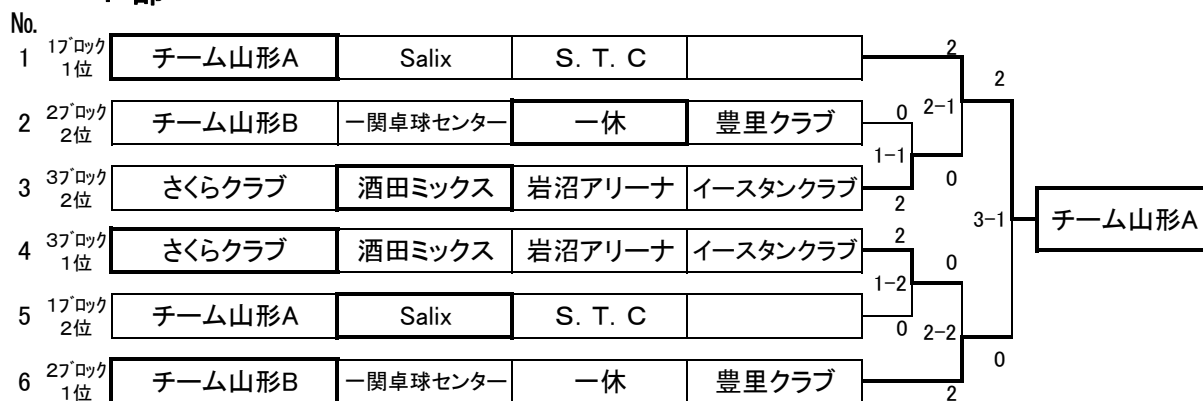 No.
1 1ブロック 1位 チーム山形A Salix S．T．C 2
2
2 2ブロック 2位 チーム山形B 一関卓球センター 一休 豊里クラブ 0 2-1
1-1
3 3ブロック 2位 さくらクラブ 酒田ミックス 岩沼アリーナ イースタンクラブ 2 0
3-1 チーム山形A
4 3ブロック 1位 さくらクラブ 酒田ミックス 岩沼アリーナ イースタンクラブ 2 0
1-2
5 1ブロック 2位 チーム山形A Salix S．T．C 0 2-2
0
6 2ブロック 1位 チーム山形B 一関卓球センター 一休 豊里クラブ 2